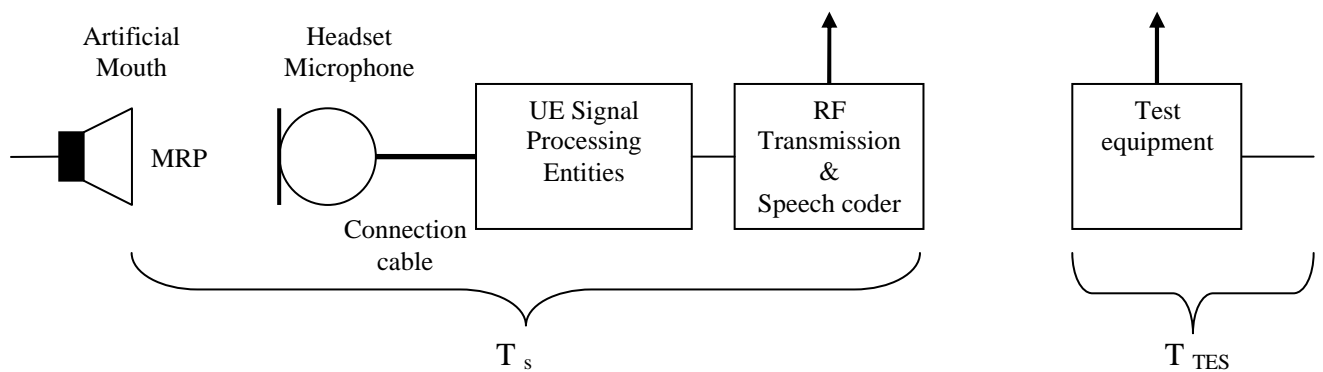 Artificial
Mouth
Headset
Microphone
MRP
Connection
cable
UE Signal
Processing
Entities
RF
Transmission
&
Speech coder
Test
equipment
T s
T TES